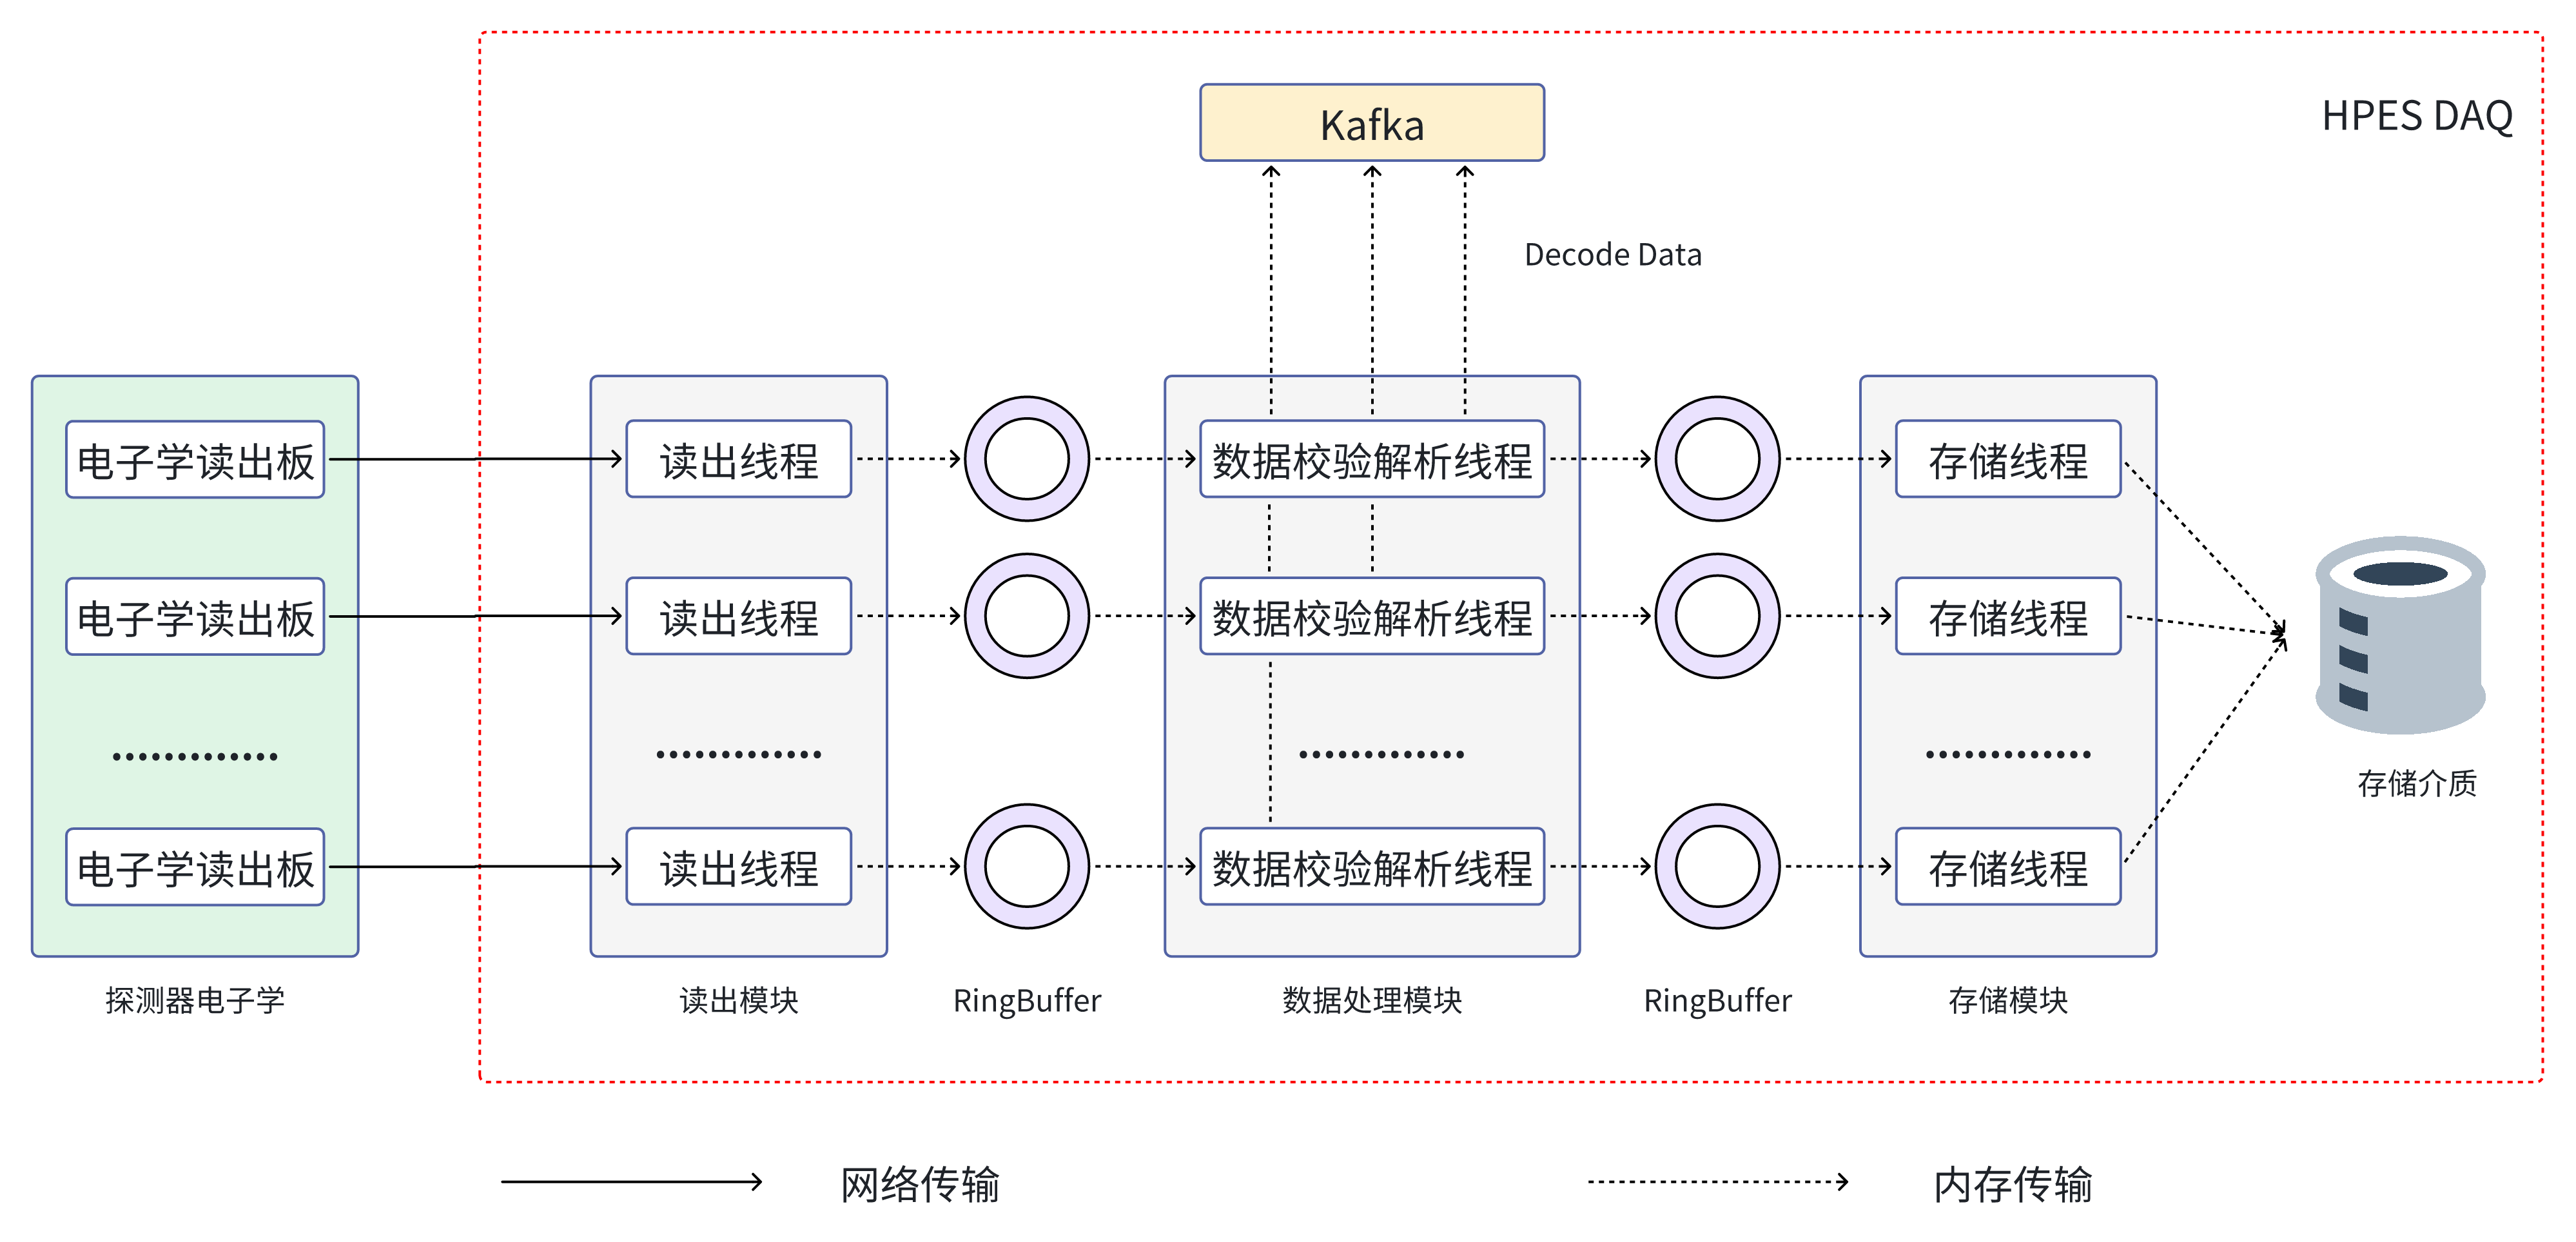 HPES DAQ
Kafka
Decode Data
电子学读出板
读出线程
数据校验解析线程
存储线程
电子学读出板
读出线程
数据校验解析线程
存储线程
电子学读出板
读出线程
数据校验解析线程
存储线程
存储介质
探测器电子学
读出模块
RingBuffer
数据处理模块
RingBuffer
存储模块
网络传输
内存传输